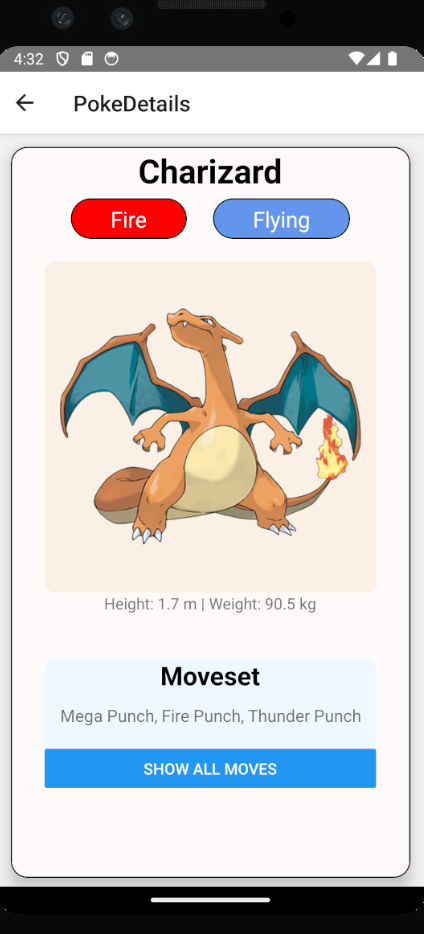 4:32
PokeDetails
Charizard
Fire Flying
Height: 1.7 m | Weight: 90.5 kg
Moveset
Mega Punch, Fire Punch, Thunder Punch
SHOW ALL MOVES